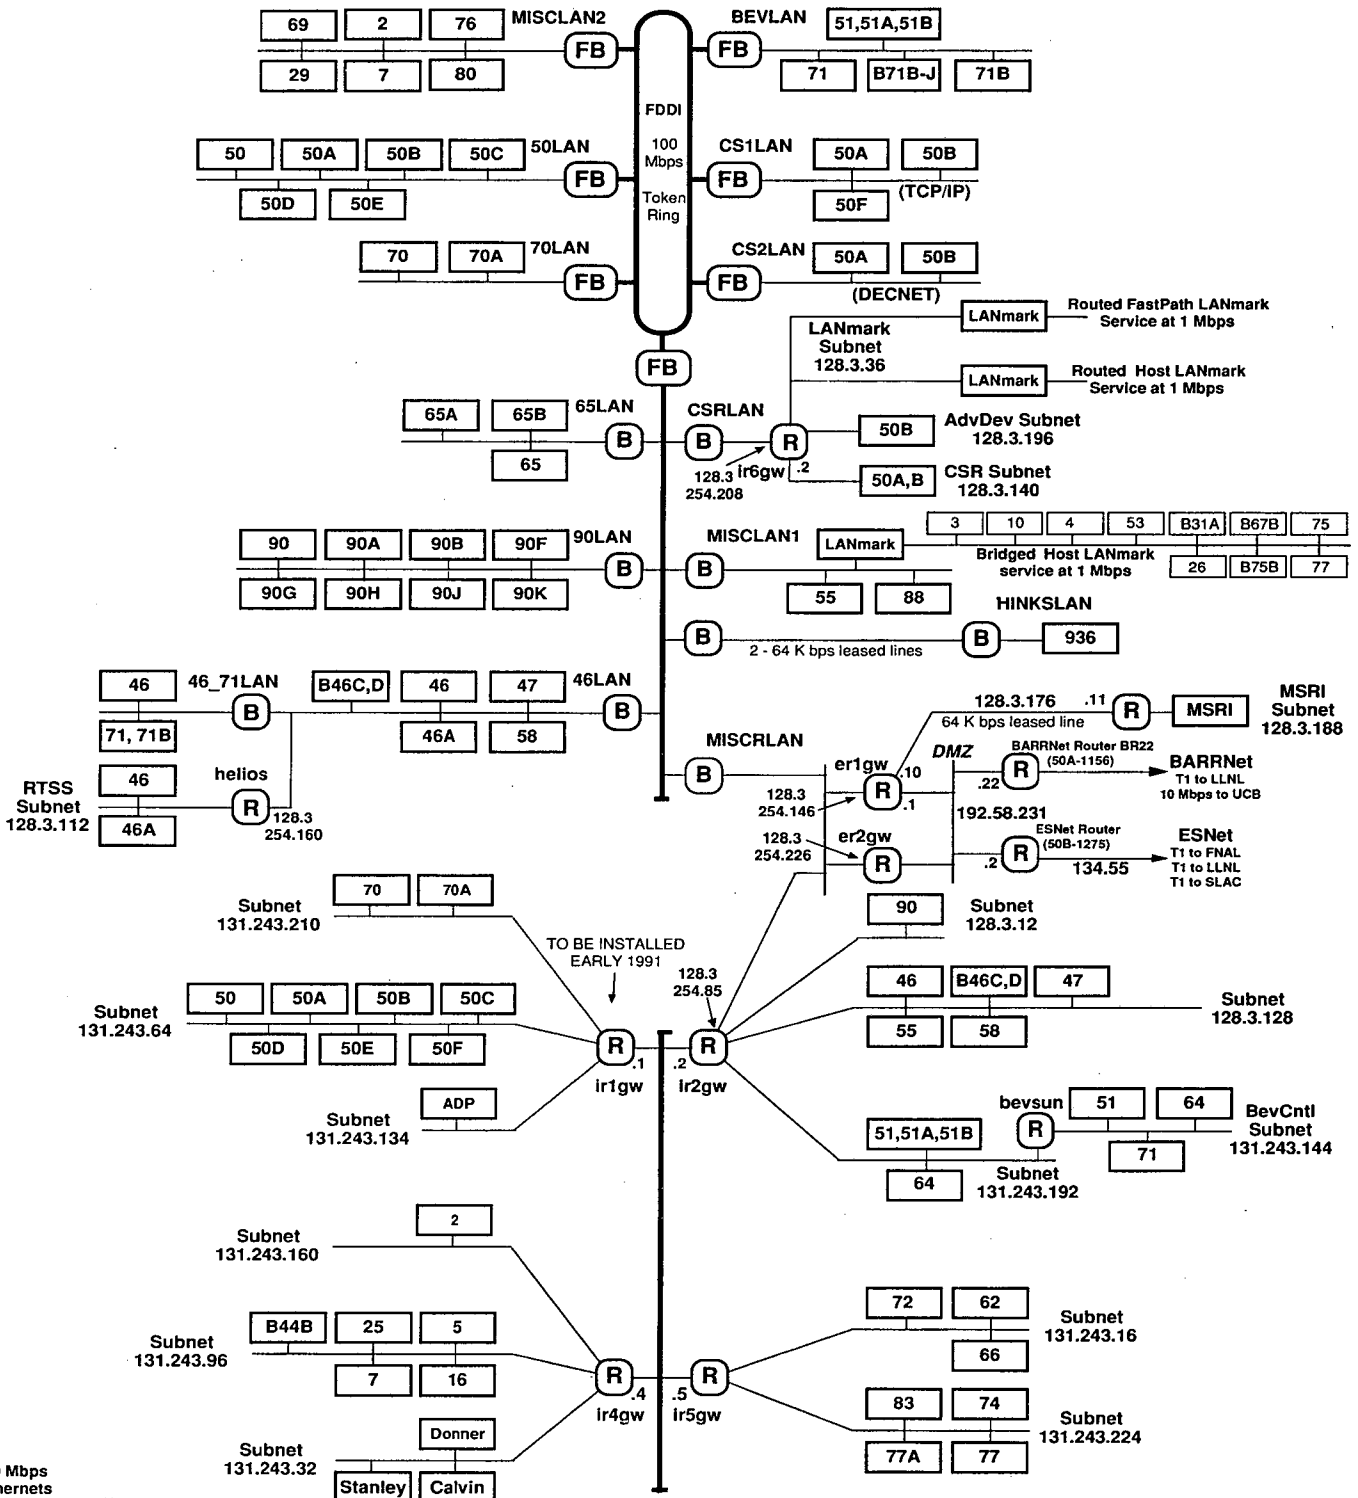 69
2
76
MISCLAN2
BEVLAN
51,51A,51B
FB
FB
29
7
80
71
B71B-J
71B
FDDI
100
Mbps
Token
Ring
50
50A
50B
50C
50LAN
CS1LAN
50A
50B
FB
FB
(TCP/IP)
50D
50E
50F
70
70A
70LAN
CS2LAN
50A
50B
FB
FB
(DECNET)
FB
LANmark
Subnet
128.3.36
LANmark
Routed FastPath LANmark
Service at 1 Mbps
LANmark
Routed Host LANmark
Service at 1 Mbps
65A
65B
65LAN
CSRLAN
B
B
R
65
128.3
254.208
ir6gw
.2
50B
AdvDev Subnet
128.3.196
50A,B
CSR Subnet
128.3.140
90
90A
90B
90F
90LAN
MISCLAN1
LANmark
3
10
4
53
B31A
B67B
75
B
B
Bridged Host LANmark
service at 1 Mbps
26
B75B
77
90G
90H
90J
90K
55
88
HINKSLAN
B
2 - 64 K bps leased lines
B
936
46
46_71LAN
B46C,D
46
47
46LAN
B
B
71, 71B
46A
58
128.3.176
.11
64 K bps leased line
R
MSRI
MSRI
Subnet
128.3.188
MISCRLAN
B
er1gw
.10
R
.1
DMZ
BARRNet Router BR22
(50A-1156)
.22
R
BARRNet
T1 to LLNL
10 Mbps to UCB
128.3
254.146
192.58.231
RTSS
Subnet
128.3.112
46
helios
R
46A
128.3
254.160
128.3
254.226
er2gw
R
ESNet Router
(50B-1275)
.2
R
134.55
ESNet
T1 to FNAL
T1 to LLNL
T1 to SLAC
Subnet
131.243.210
70
70A
90
Subnet
128.3.12
TO BE INSTALLED
EARLY 1991
128.3
254.85
Subnet
131.243.64
50
50A
50B
50C
50D
50E
50F
46
B46C,D
47
55
58
Subnet
128.3.128
R
.1
.2
R
ir1gw
ir2gw
ADP
Subnet
131.243.134
51,51A,51B
64
Subnet
131.243.192
bevsun
R
51
64
71
BevCntl
Subnet
131.243.144
Subnet
131.243.160
2
Subnet
131.243.96
B44B
25
5
7
16
72
62
66
Subnet
131.243.16
R
.4
.5
R
ir4gw
ir5gw
83
74
77A
77
Subnet
131.243.224
Subnet
131.243.32
Donner
Stanley
Calvin
Mbps